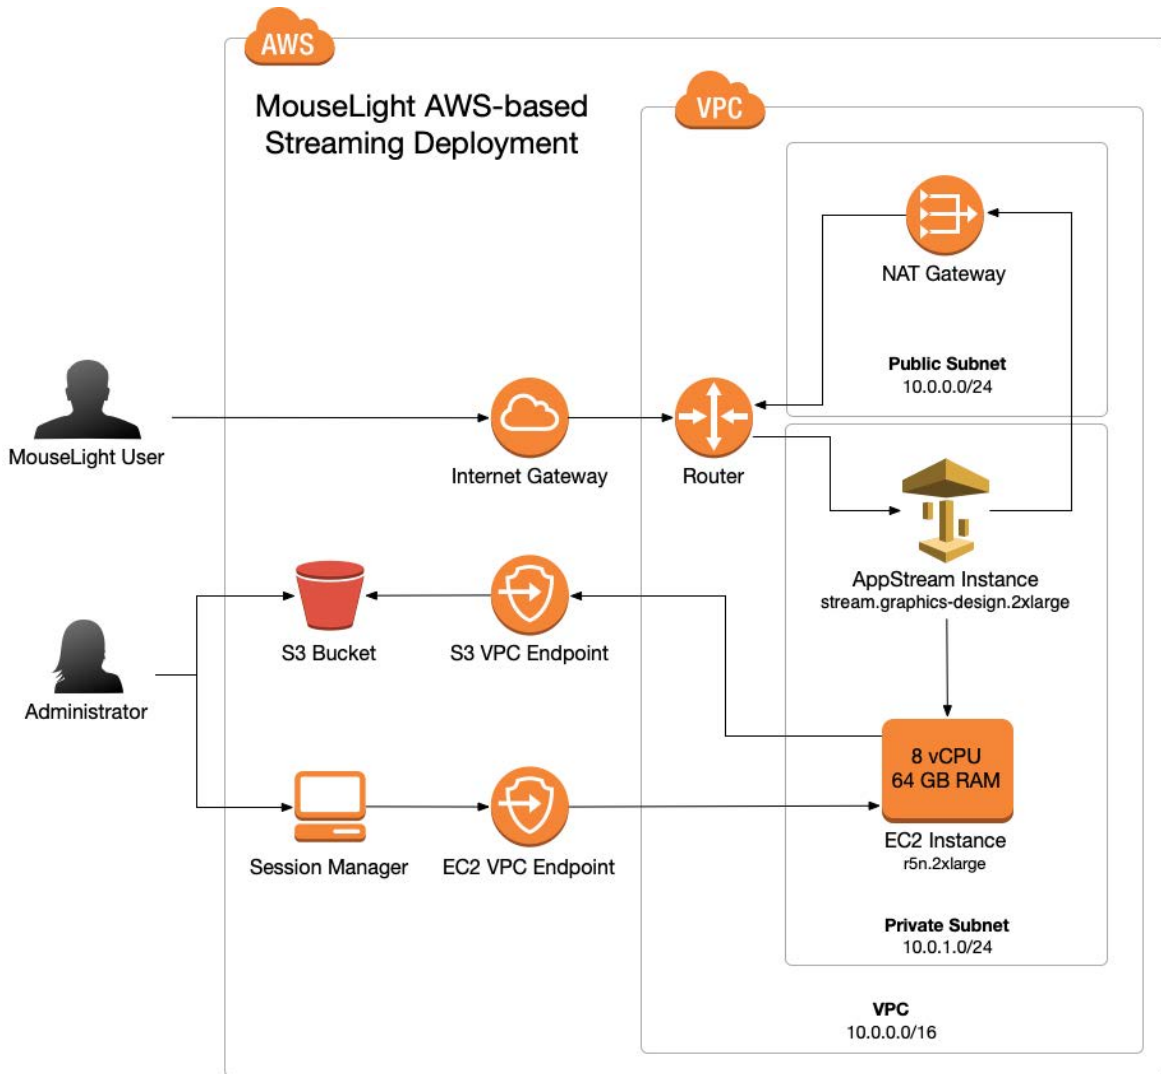 AWS
MouseLight AWS-based
Streaming Deployment
VPC
NAT Gateway
Public Subnet
10.0.0.0/24
MouseLight User
Internet Gateway
Router
AppStream Instance
stream.graphics-design.2xlarge
S3 Bucket
S3 VPC Endpoint
Administrator
8 vCPU
64 GB RAM
EC2 Instance
r5n.2xlarge
Session Manager
EC2 VPC Endpoint
Private Subnet
10.0.1.0/24
VPC
10.0.0.0/16